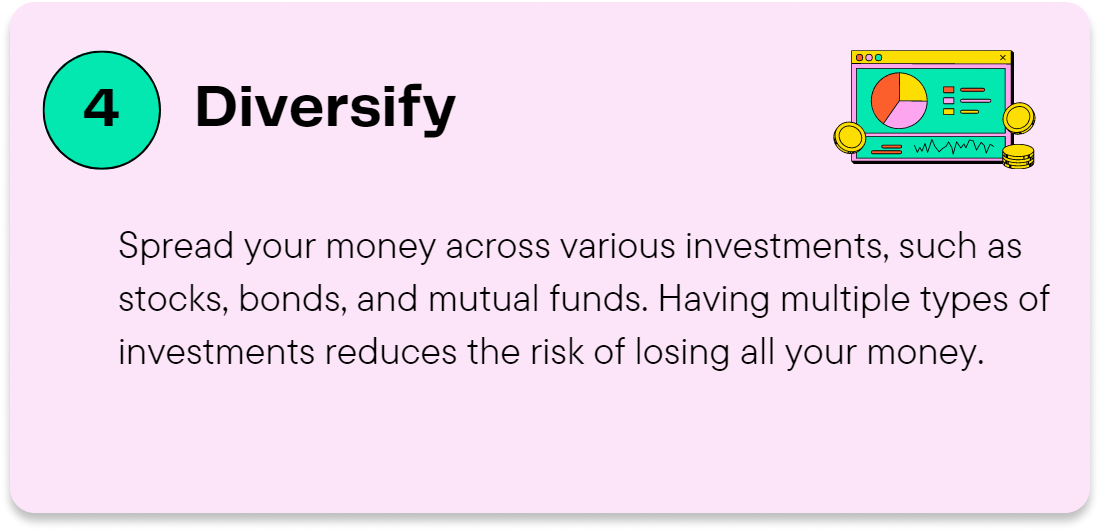 4
Diversify
Spread your money across various investments, such as
stocks, bonds, and mutual funds. Having multiple types of
investments reduces the risk of losing all your money.